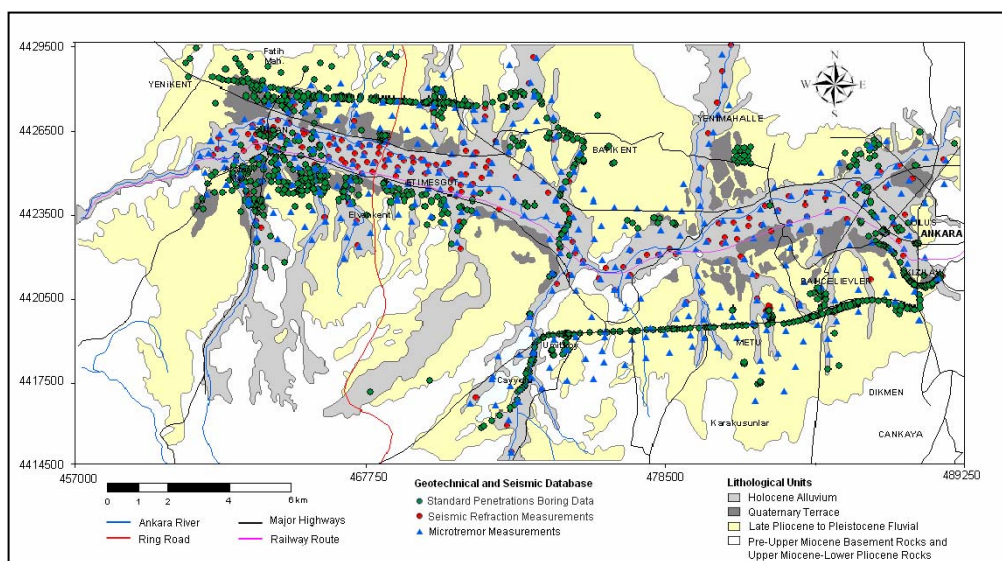 4429500
4426500
4423500
4420500
4417500
4414500
Fatih
Mah.
YENiKENT
N
W E
S
YENIMAHALLE
BATIKENT
ETIMESGUT
Elvankent
ULUS
ANKARA
KIZILAY
BAHCELIEVLER
Umitkoy
METU
Cayyolu
DIKMEN
Karakusunlar
CANKAYA
457000 467750 478500 489250
0 1 2 4 6 km
Ankara River
Ring Road
Major Highways
Railway Route
Geotechnical and Seismic Database
Standard Penetrations Boring Data
Seismic Refraction Measurements
Microtremor Measurements
Lithological Units
Holocene Alluvium
Quaternary Terrace
Late Pliocene to Pleistocene Fluvial
Pre-Upper Miocene Basement Rocks and
Upper Miocene-Lower Pliocene Rocks